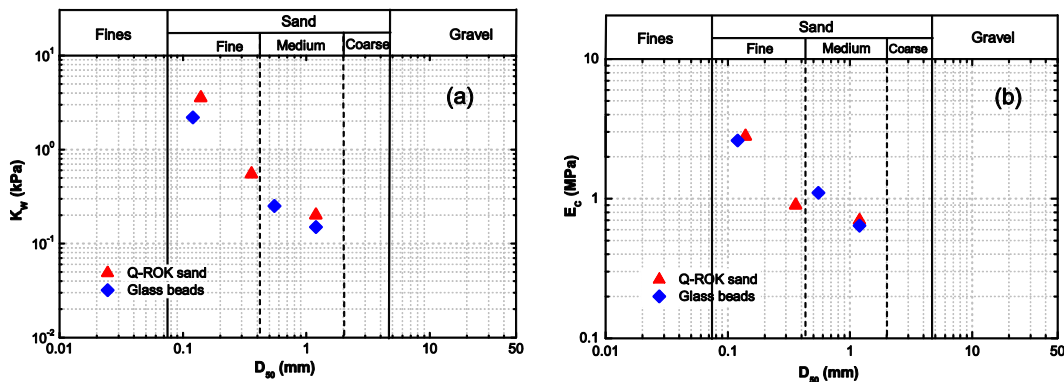 Fines
Sand
Gravel
Fine
Medium
Coarse
10^1
10^0
10^-1
10^-2
K_W (kPa)
(a)
Q-ROK sand
Glass beads
0.01
0.1
1
10
50
D_50 (mm)
Fines
Sand
Gravel
Fine
Medium
Coarse
10
1
0.1
E_C (MPa)
(b)
Q-ROK sand
Glass beads
0.01
0.1
1
10
50
D_50 (mm)